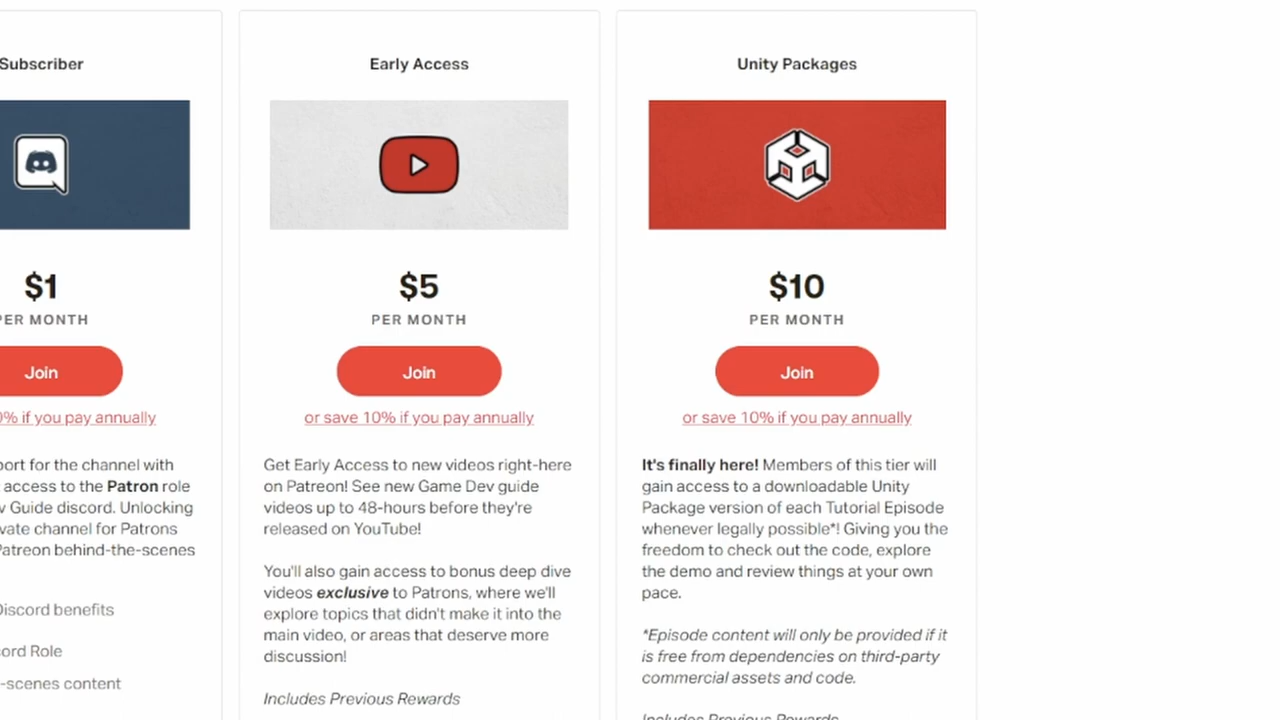 Subscriber
$1
PER MONTH
Join
0% if you pay annually
port for the channel with
access to the Patron role
v Guide discord. Unlocking
vate channel for Patrons
Patreon behind-the-scenes
Discord benefits
cord Role
-scenes content
Early Access
$5
PER MONTH
Join
or save 10% if you pay annually
Get Early Access to new videos right-here
on Patreon! See new Game Dev guide
videos up to 48-hours before they're
released on YouTube!
You'll also gain access to bonus deep dive
videos exclusive to Patrons, where we'll
explore topics that didn't make it into the
main video, or areas that deserve more
discussion!
Includes Previous Rewards
Unity Packages
$10
PER MONTH
Join
or save 10% if you pay annually
It's finally here! Members of this tier will
gain access to a downloadable Unity
Package version of each Tutorial Episode
whenever legally possible*! Giving you the
freedom to check out the code, explore
the demo and review things at your own
pace.
*Episode content will only be provided if it
is free from dependencies on third-party
commercial assets and code.
Includes Previous Rewards